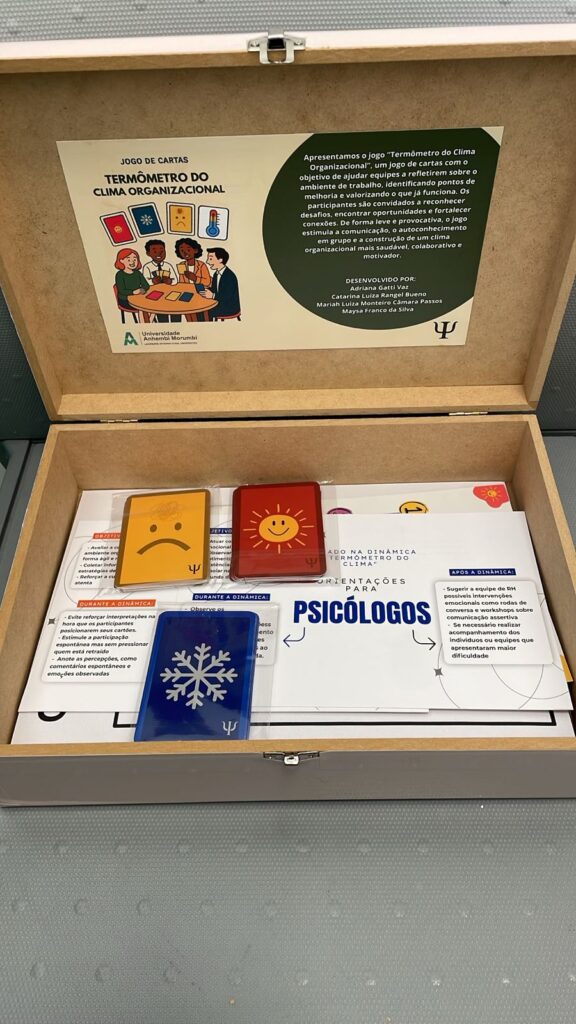 JOGO DE CARTAS
TERMÔMETRO DO
CLIMA ORGANIZACIONAL
Universidade
Anhembi Morumbi
Apresentamos o jogo "Termômetro do Clima
Organizacional", um jogo de cartas com o
objetivo de ajudar equipes a refletirem sobre o
ambiente de trabalho, identificando pontos de
melhoria e valorizando o que já funciona. Os
participantes são convidados a reconhecer
desafios, encontrar oportunidades e fortalecer
conexões. De forma leve e provocativa, o jogo
estimula a comunicação, o autoconhecimento
em grupo e a construção de um clima
organizacional mais saudável, colaborativo e
motivador.
DESENVOLVIDO POR:
Adriana Gatti Vaz
Catarina Luiza Rangel Bueno
Mariah Luiza Monteiro Câmara Passos
Maysa Franco da Silva
Ψ
Ψ
Ψ
DURANTE A DINÂMICA:
- Evite reforçar interpretações na
hora que os participantes
posicionarem seus cartões.
- Estimule a participação
espontânea mas sem pressionar
quem está retraído
- Anote as percepções, como
comentários espontâneos e
emoções observadas
DURANTE A DINÂMICA:
Observe os
Ψ
NA DINÂMICA
"TERMÔMETRO DO
CLIMA"
ORIENTAÇÕES
PARA
PSICÓLOGOS
APÓS A DINÂMICA:
- Sugerir a equipe de RH
possíveis intervenções
emocionais como rodas de
conversa e workshops sobre
comunicação assertiva
- Se necessário realizar
acompanhamento dos
indivíduos ou equipes que
apresentaram maior
dificuldade